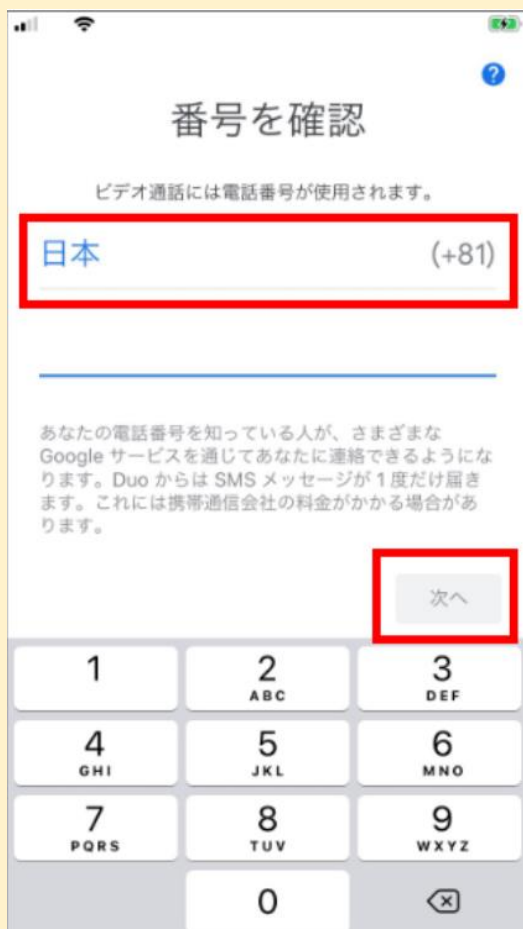 ?
番号を確認
ビデオ通話には電話番号が使用されます。
日本 (+81)
あなたの電話番号を知っている人が、さまざまな
Google サービスを通じてあなたに連絡できるようにな
ります。Duo からは SMS メッセージが 1 度だけ届き
ます。これには携帯通信会社の料金がかかる場合があ
ります。
次へ
1 2 3
ABC DEF
4 5 6
GHI JKL MNO
7 8 9
PQRS TUV WXYZ
0